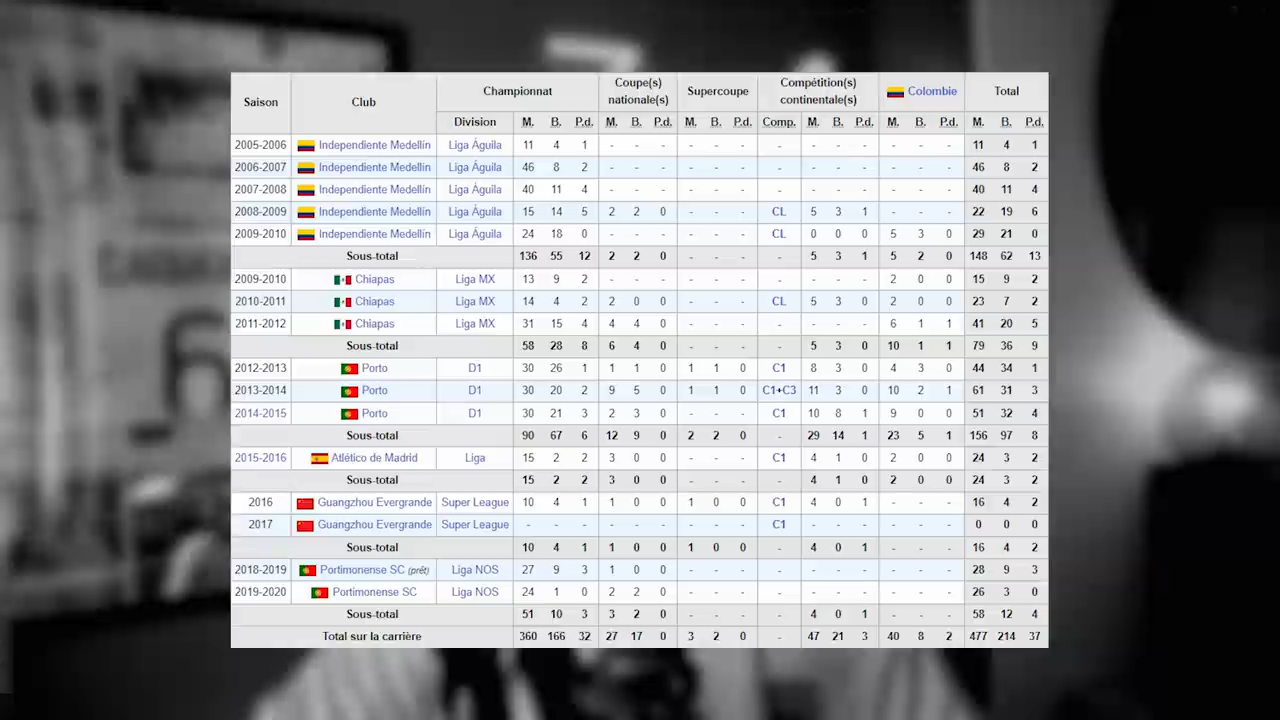 Saison Club Championnat Coupe(s) nationale(s) Supercoupe Compétition(s) continentale(s) Colombie Total
Division M. B. P.d. M. B. P.d. M. B. P.d. Comp. M. B. P.d. M. B. P.d. M. B. P.d.
2005-2006 Independiente Medellín Liga Águila 11 4 1 - - - - - - - - - - - - - 11 4 1
2006-2007 Independiente Medellín Liga Águila 46 8 2 - - - - - - - - - - - - - 46 8 2
2007-2008 Independiente Medellín Liga Águila 40 11 4 - - - - - - - - - - - - - 40 11 4
2008-2009 Independiente Medellín Liga Águila 15 14 5 2 2 0 - - - CL 5 3 1 - - - 22 19 6
2009-2010 Independiente Medellín Liga Águila 24 18 0 - - - - - - CL 0 0 0 5 3 0 29 21 0
Sous-total 136 55 12 2 2 0 - - - - 5 3 1 5 2 0 148 62 13
2009-2010 Chiapas Liga MX 13 9 2 - - - - - - - - - - 2 0 0 15 9 2
2010-2011 Chiapas Liga MX 14 4 2 2 0 0 - - - CL 5 3 0 2 0 0 23 7 2
2011-2012 Chiapas Liga MX 31 15 4 4 4 0 - - - - - - - 6 1 1 41 20 5
Sous-total 58 28 8 6 4 0 - - - - 5 3 0 10 1 1 79 36 9
2012-2013 Porto D1 30 26 1 1 1 0 1 1 0 C1 8 3 0 4 3 0 44 34 1
2013-2014 Porto D1 30 20 2 9 5 0 1 1 0 C1+C3 11 3 0 10 2 1 61 31 3
2014-2015 Porto D1 30 21 3 2 3 0 - - - C1 10 8 1 9 0 0 51 32 4
Sous-total 90 67 6 12 9 0 2 2 0 - 29 14 1 23 5 1 156 97 8
2015-2016 Atlético de Madrid Liga 15 2 2 3 0 0 - - - C1 4 1 0 2 0 0 24 3 2
Sous-total 15 2 2 3 0 0 - - - - 4 1 0 2 0 0 24 3 2
2016 Guangzhou Evergrande Super League 10 4 1 1 0 0 1 0 0 C1 4 0 1 - - - 16 4 2
2017 Guangzhou Evergrande Super League - - - - - - - - - C1 - - - - - - 0 0 0
Sous-total 10 4 1 1 0 0 1 0 0 - 4 0 1 - - - 16 4 2
2018-2019 Portimonense SC (prêt) Liga NOS 27 9 3 1 0 0 - - - - - - - - - - 28 9 3
2019-2020 Portimonense SC Liga NOS 24 1 0 2 2 0 - - - - - - - - - - 26 3 0
Sous-total 51 10 3 3 2 0 - - - - 4 0 1 - - - 58 12 4
Total sur la carrière 360 166 32 27 17 0 3 2 0 - 47 21 3 40 8 2 477 214 37